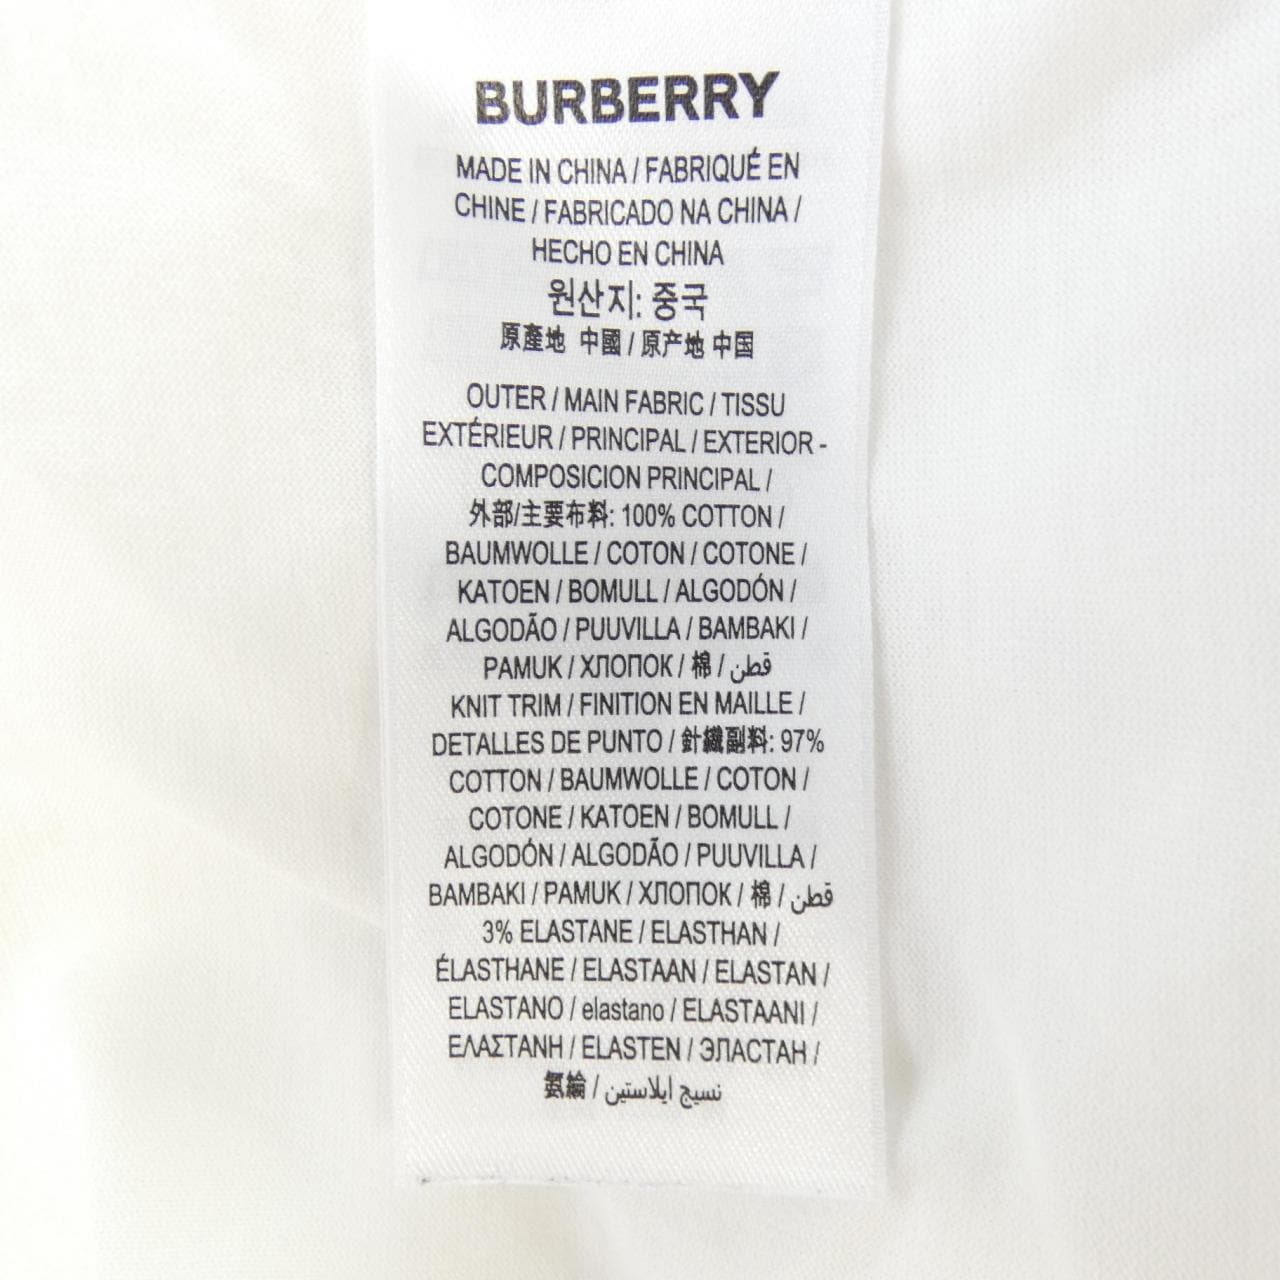 BURBERRY
MADE IN CHINA / FABRIQUÉ EN
CHINE / FABRICADO NA CHINA /
HECHO EN CHINA
원산지: 중국
原產地 中國 / 原产地 中国
OUTER / MAIN FABRIC / TISSU
EXTÉRIEUR / PRINCIPAL / EXTERIOR -
COMPOSICION PRINCIPAL /
外部/主要布料: 100% COTTON /
BAUMWOLLE / COTON / COTONE /
KATOEN / BOMULL / ALGODÓN /
ALGODÃO / PUUVILLA / BAMBAKI /
PAMUK / ХЛОПОК / 棉 / قطن
KNIT TRIM / FINITION EN MAILLE /
DETALLES DE PUNTO / 針織副料: 97%
COTTON / BAUMWOLLE / COTON /
COTONE / KATOEN / BOMULL /
ALGODÓN / ALGODÃO / PUUVILLA /
BAMBAKI / PAMUK / ХЛОПОК / 棉 / قطن
3% ELASTANE / ELASTHAN /
ÉLASTHANE / ELASTAAN / ELASTAN /
ELASTANO / elastano / ELASTAANI /
ΕΛΑΣΤΑΝΗ / ELASTEN / ЭЛАСТАН /
氨綸 / نسيج ايلاستين